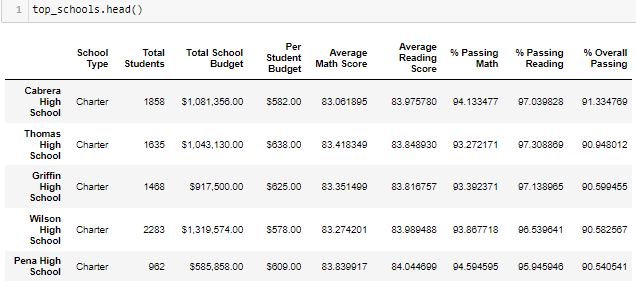 1 top_schools.head()
School Type Total Students Total School Budget Per Student Budget Average Math Score Average Reading Score % Passing Math % Passing Reading % Overall Passing
Cabrera High School Charter 1858 $1,081,356.00 $582.00 83.061895 83.975780 94.133477 97.039828 91.334769
Thomas High School Charter 1635 $1,043,130.00 $638.00 83.418349 83.848930 93.272171 97.308869 90.948012
Griffin High School Charter 1468 $917,500.00 $625.00 83.351499 83.816757 93.392371 97.138965 90.599455
Wilson High School Charter 2283 $1,319,574.00 $578.00 83.274201 83.989488 93.867718 96.539641 90.582567
Pena High School Charter 962 $585,858.00 $609.00 83.839917 84.044699 94.594595 95.945946 90.540541